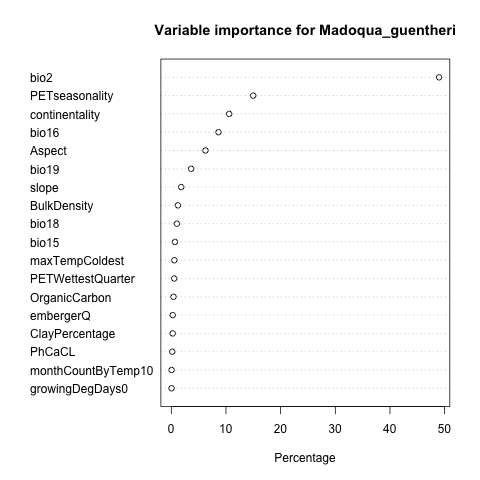 Variable importance for Madoqua_guentheri
bio2
PETseasonality
continentality
bio16
Aspect
bio19
slope
BulkDensity
bio18
bio15
maxTempColdest
PETWettestQuarter
OrganicCarbon
embergerQ
ClayPercentage
PhCaCL
monthCountByTemp10
growingDegDays0
0 10 20 30 40 50
Percentage